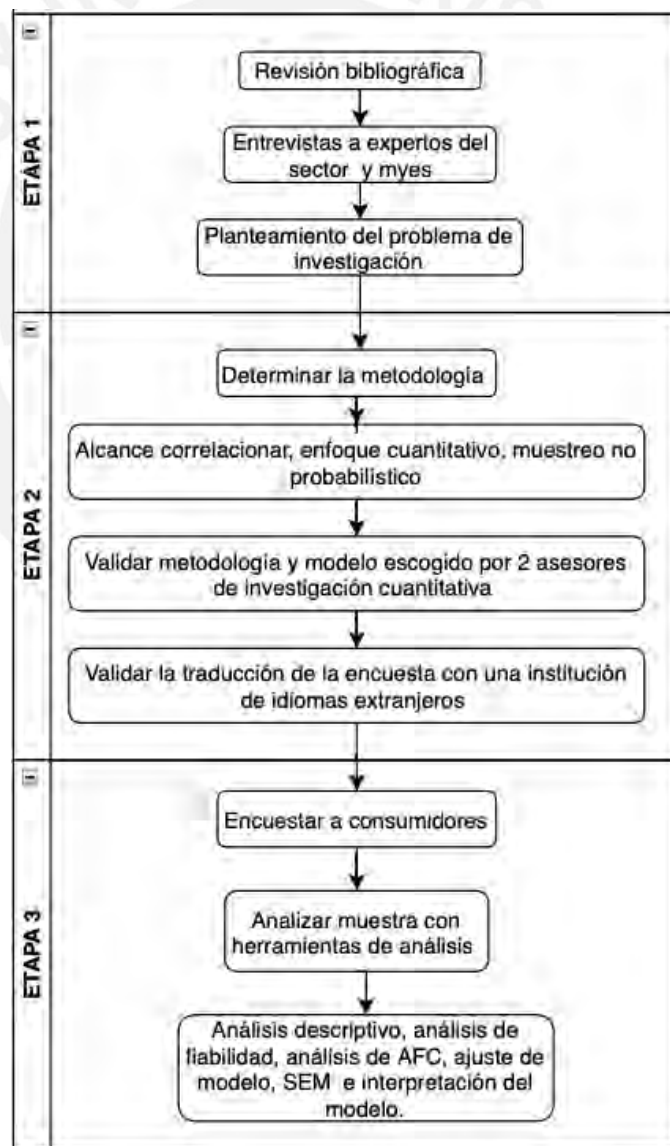 ETAPA 1
Revisión bibliográfica
Entrevistas a expertos del
sector y myes
Planteamiento del problema de
investigación
ETAPA 2
Determinar la metodología
Alcance correlacionar, enfoque cuantitativo, muestreo no
probabilístico
Validar metodología y modelo escogido por 2 asesores
de investigación cuantitativa
Validar la traducción de la encuesta con una institución
de idiomas extranjeros
ETAPA 3
Encuestar a consumidores
Analizar muestra con
herramientas de análisis
Análisis descriptivo, análisis de
fiabilidad, análisis de AFC, ajuste de
modelo, SEM e interpretación del
modelo.